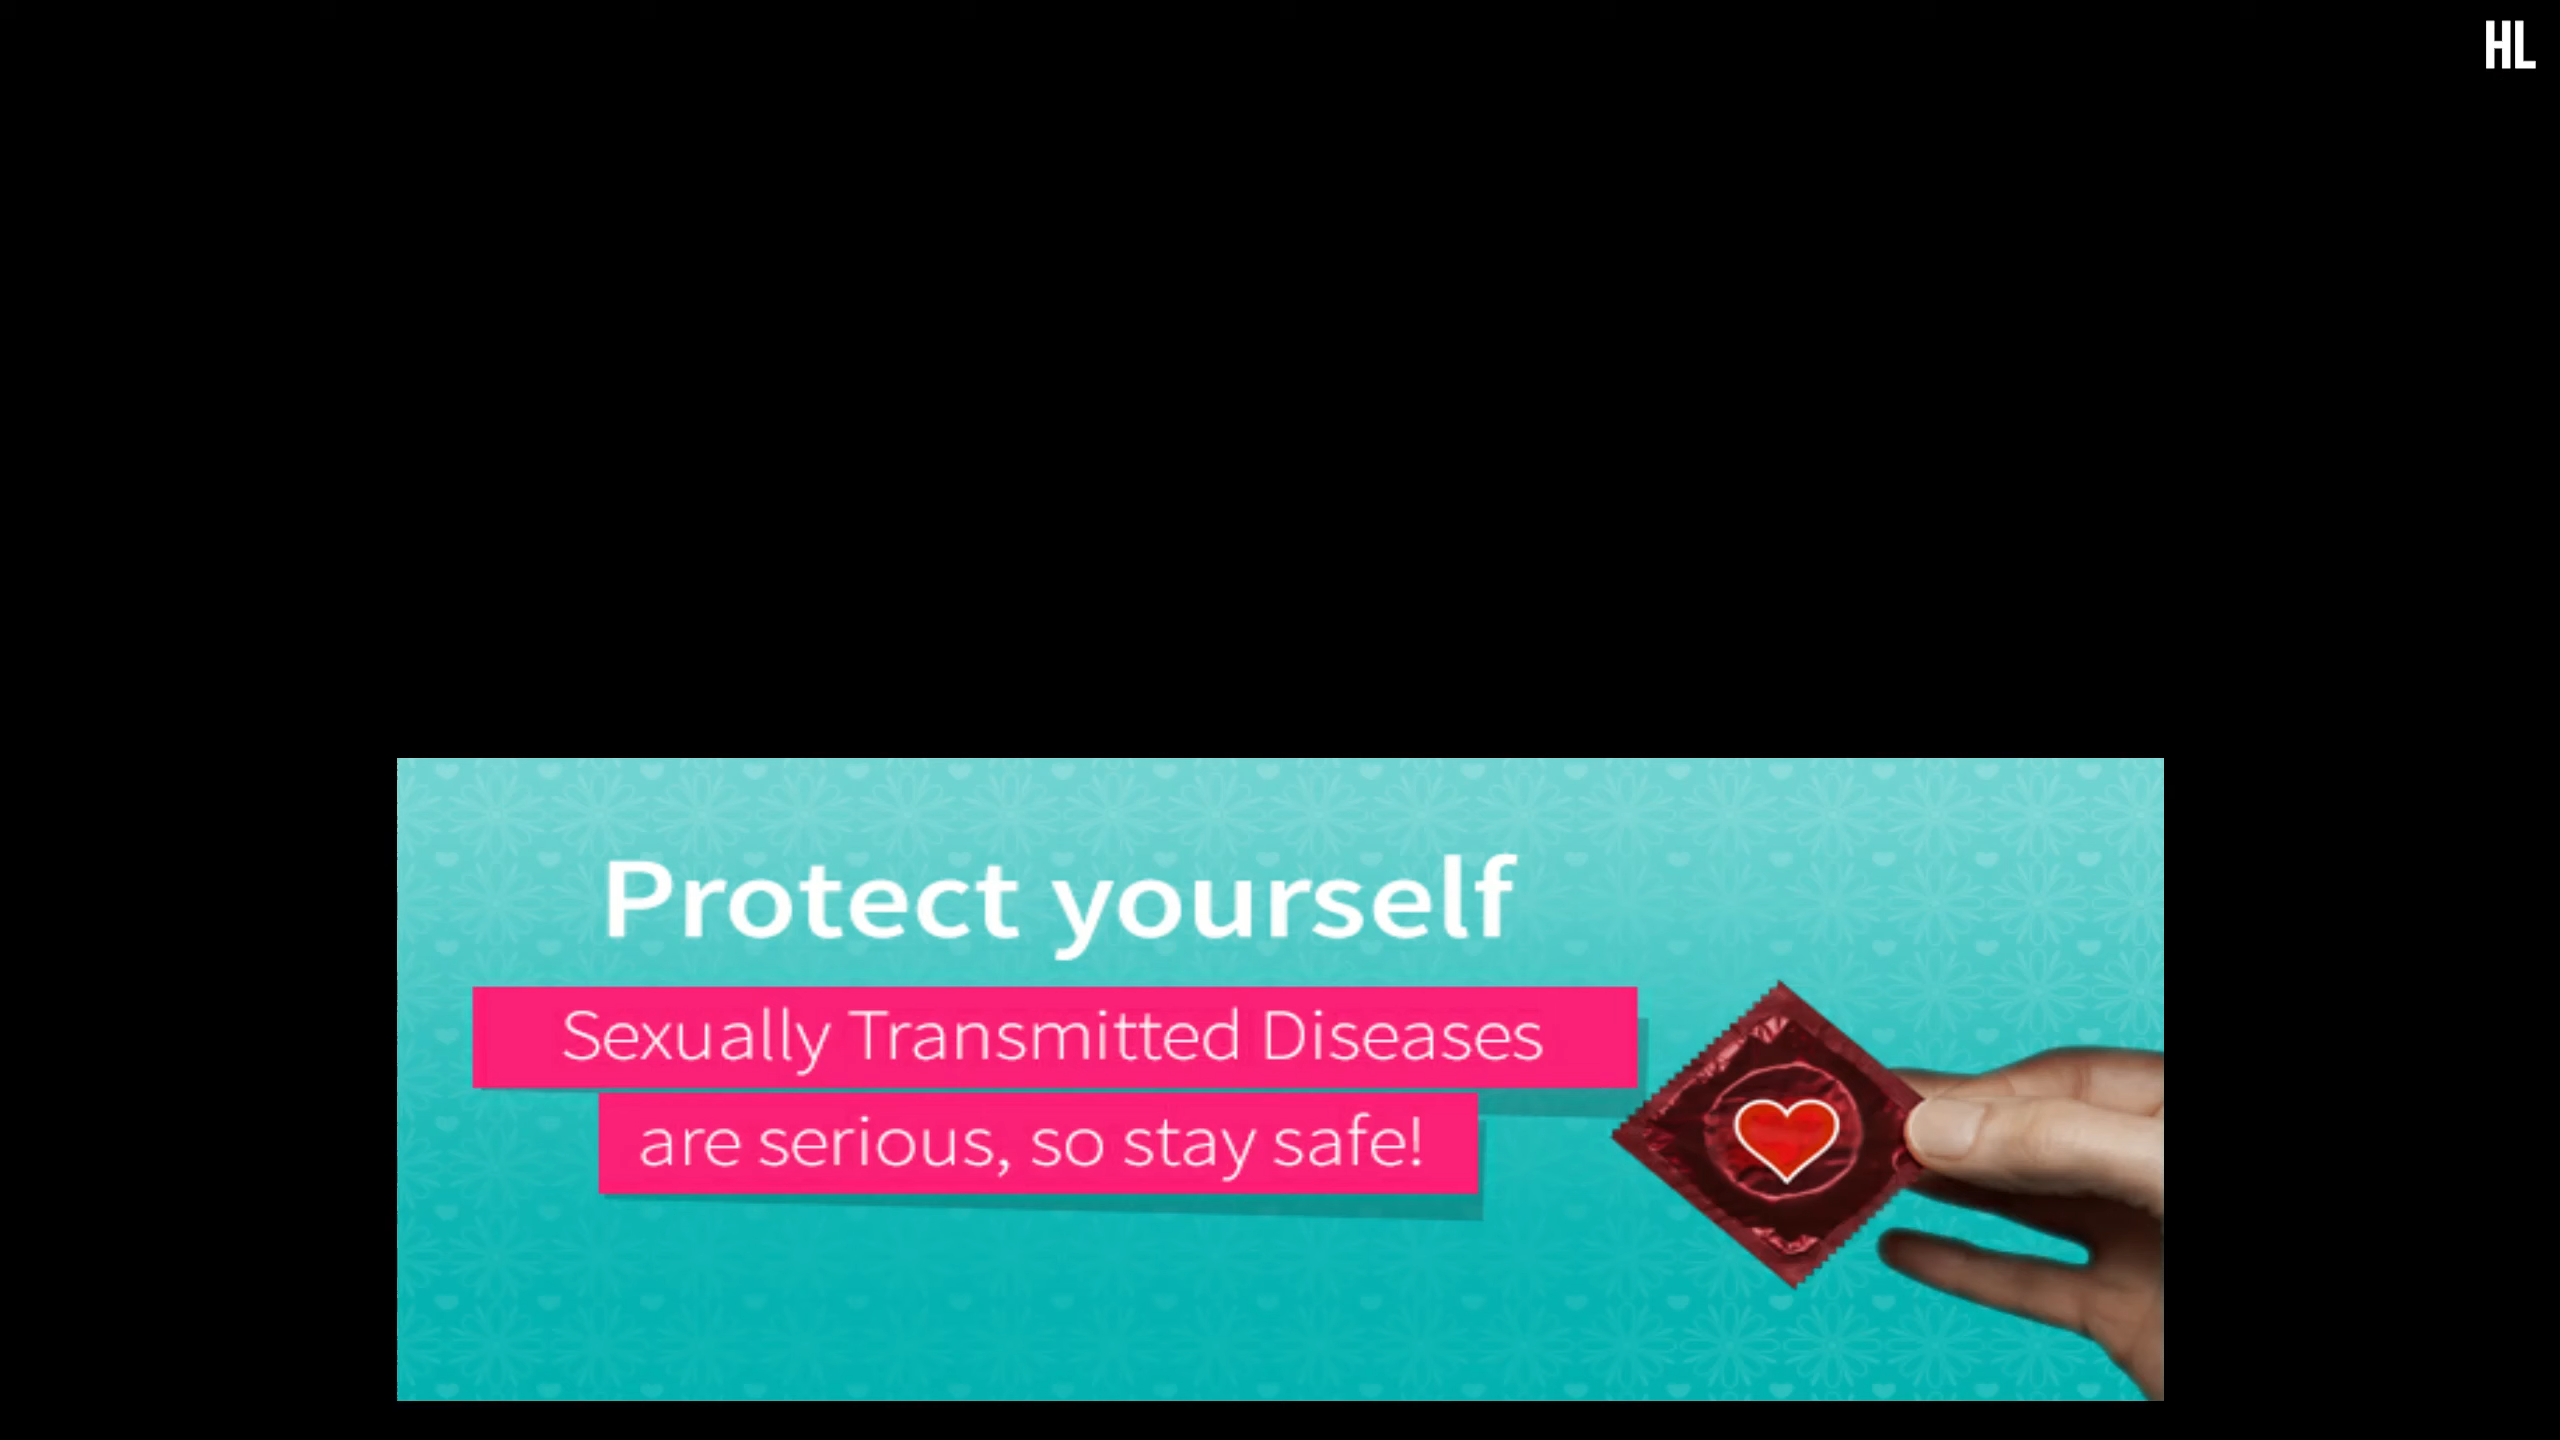 HL
Protect yourself
Sexually Transmitted Diseases
are serious, so stay safe!